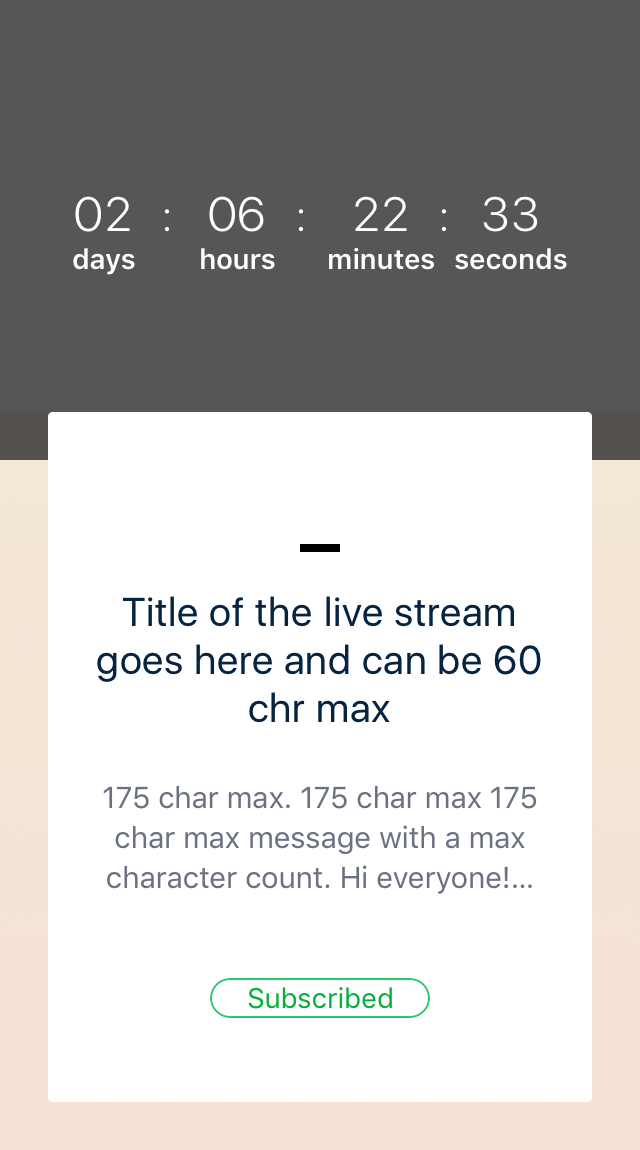 02 : 06 : 22 : 33
days hours minutes seconds
Title of the live stream
goes here and can be 60
chr max
175 char max. 175 char max 175
char max message with a max
character count. Hi everyone!...
Subscribed